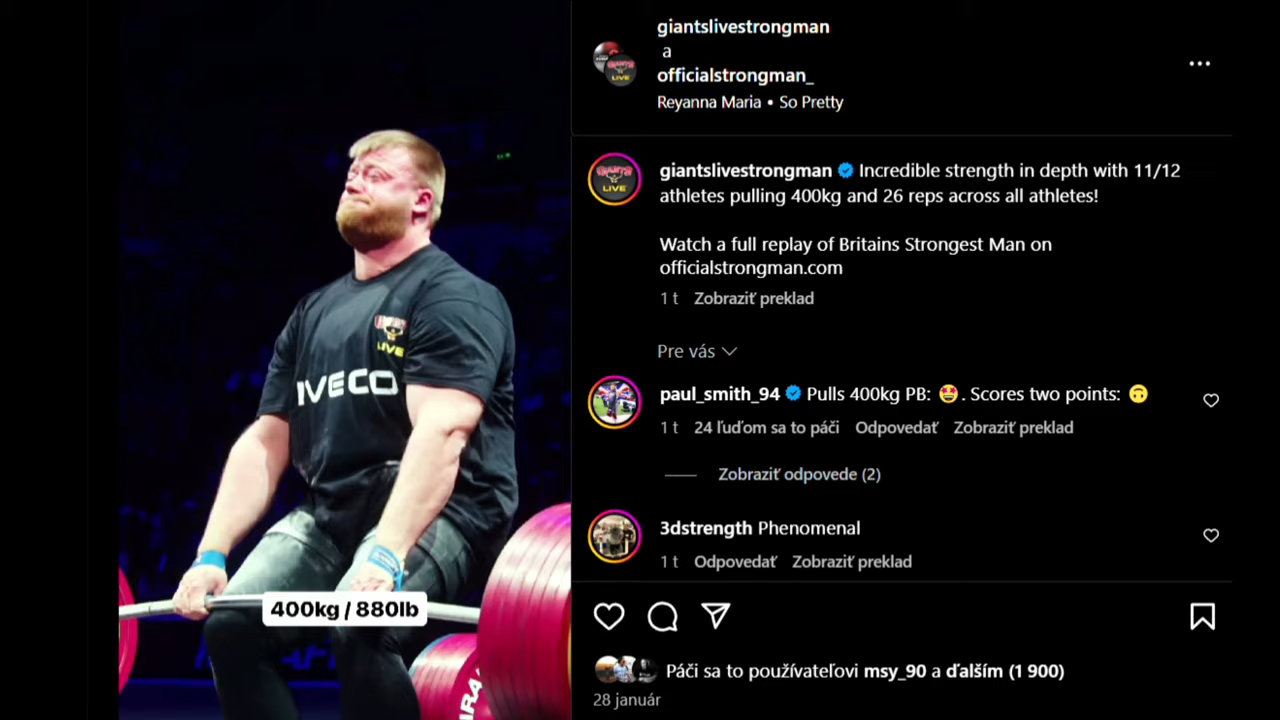 giantslivestrongman
a
officialstrongman_
Reyanna Maria • So Pretty
giantslivestrongman Incredible strength in depth with 11/12
athletes pulling 400kg and 26 reps across all athletes!
Watch a full replay of Britains Strongest Man on
officialstrongman.com
1 t Zobraziť preklad
Pre vás
paul_smith_94 Pulls 400kg PB: 🤩 . Scores two points: 🙃
1 t 24 ľuďom sa to páči Odpovedať Zobraziť preklad
Zobraziť odpovede (2)
3dstrength Phenomenal
1 t Odpovedať Zobraziť preklad
Páči sa to používateľovi msy_90 a ďalším (1 900)
28 január
LIVE
IVECO
400kg / 880lb
GIANTS
LIVE